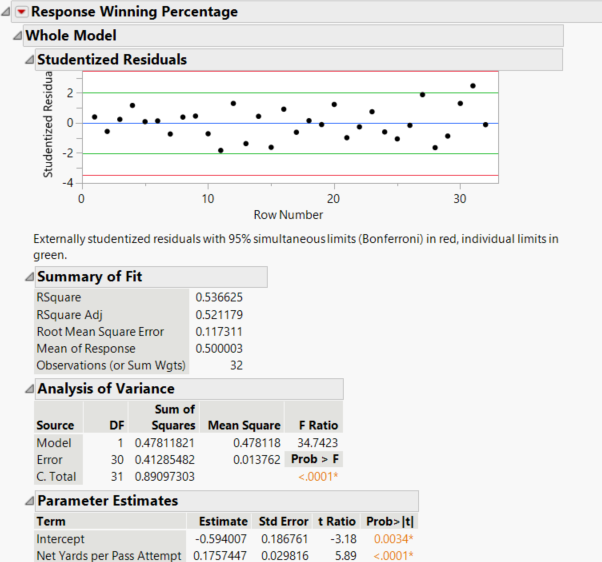 Response Winning Percentage
Whole Model
Studentized Residuals
Studentized Residua
2
0
-2
-4
0 10 20 30
Row Number
Externally studentized residuals with 95% simultaneous limits (Bonferroni) in red, individual limits in
green.
Summary of Fit
RSquare 0.536625
RSquare Adj 0.521179
Root Mean Square Error 0.117311
Mean of Response 0.500003
Observations (or Sum Wgts) 32
Analysis of Variance
Sum of
Source DF Squares Mean Square F Ratio
Model 1 0.47811821 0.478118 34.7423
Error 30 0.41285482 0.013762 Prob > F
C. Total 31 0.89097303 <.0001*
Parameter Estimates
Term Estimate Std Error t Ratio Prob>|t|
Intercept -0.594007 0.186761 -3.18 0.0034*
Net Yards per Pass Attempt 0.1757447 0.029816 5.89 <.0001*